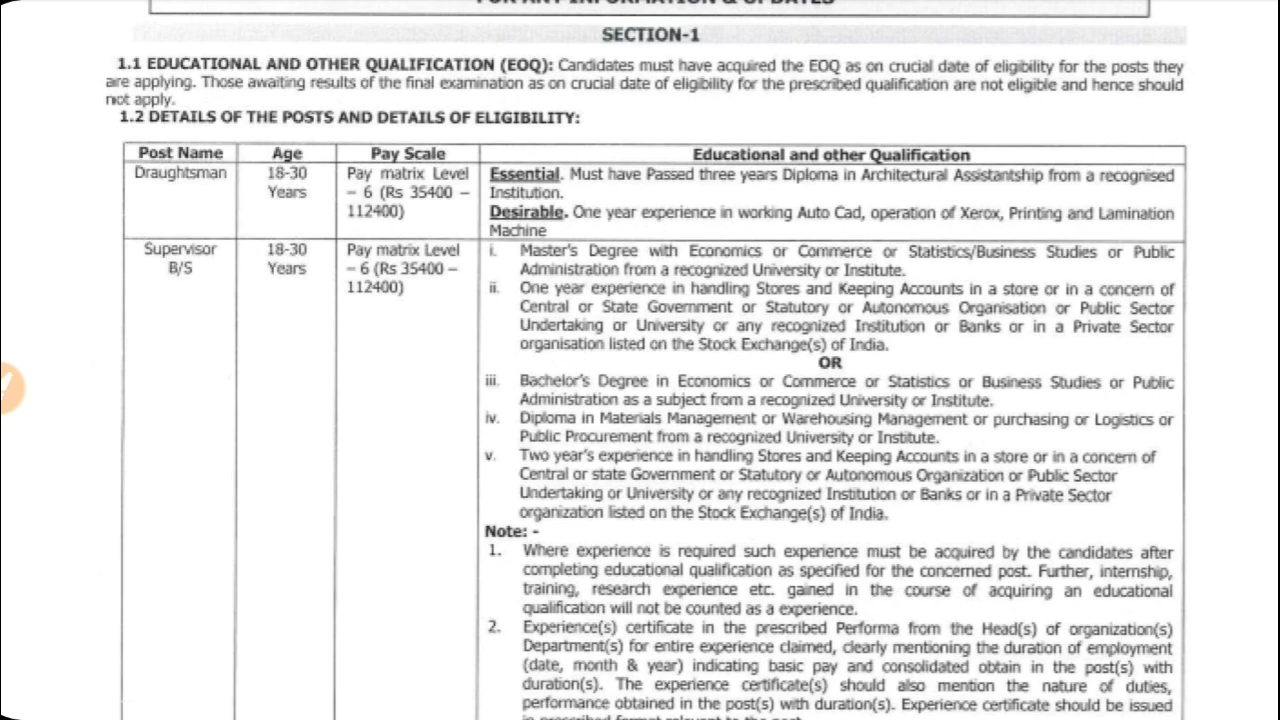 FOR ANY INFORMATION & UPDATES
SECTION-1
1.1 EDUCATIONAL AND OTHER QUALIFICATION (EOQ): Candidates must have acquired the EOQ as on crucial date of eligibility for the posts they
are applying. Those awaiting results of the final examination as on crucial date of eligibility for the prescribed qualification are not eligible and hence should
not apply.
1.2 DETAILS OF THE POSTS AND DETAILS OF ELIGIBILITY:
Post Name Age Pay Scale Educational and other Qualification
Draughtsman
18-30
Years
Pay matrix Level
– 6 (Rs 35400 –
112400)
Essential. Must have Passed three years Diploma in Architectural Assistantship from a recognised
Institution.
Desirable. One year experience in working Auto Cad, operation of Xerox, Printing and Lamination
Machine
Supervisor
B/S
18-30
Years
Pay matrix Level
– 6 (Rs 35400 –
112400)
i. Master's Degree with Economics or Commerce or Statistics/Business Studies or Public
Administration from a recognized University or Institute.
ii. One year experience in handling Stores and Keeping Accounts in a store or in a concern of
Central or State Government or Statutory or Autonomous Organisation or Public Sector
Undertaking or University or any recognized Institution or Banks or in a Private Sector
organisation listed on the Stock Exchange(s) of India.
OR
iii. Bachelor's Degree in Economics or Commerce or Statistics or Business Studies or Public
Administration as a subject from a recognized University or Institute.
iv. Diploma in Materials Management or Warehousing Management or purchasing or Logistics or
Public Procurement from a recognized University or Institute.
v. Two year's experience in handling Stores and Keeping Accounts in a store or in a concern of
Central or state Government or Statutory or Autonomous Organization or Public Sector
Undertaking or University or any recognized Institution or Banks or in a Private Sector
organization listed on the Stock Exchange(s) of India.
Note: -
1. Where experience is required such experience must be acquired by the candidates after
completing educational qualification as specified for the concerned post. Further, internship,
training, research experience etc. gained in the course of acquiring an educational
qualification will not be counted as a experience.
2. Experience(s) certificate in the prescribed Performa from the Head(s) of organization(s)
Department(s) for entire experience claimed, clearly mentioning the duration of employment
(date, month & year) indicating basic pay and consolidated obtain in the post(s) with
duration(s). The experience certificate(s) should also mention the nature of duties,
performance obtained in the post(s) with duration(s). Experience certificate should be issued
in prescribed format relevant to the post